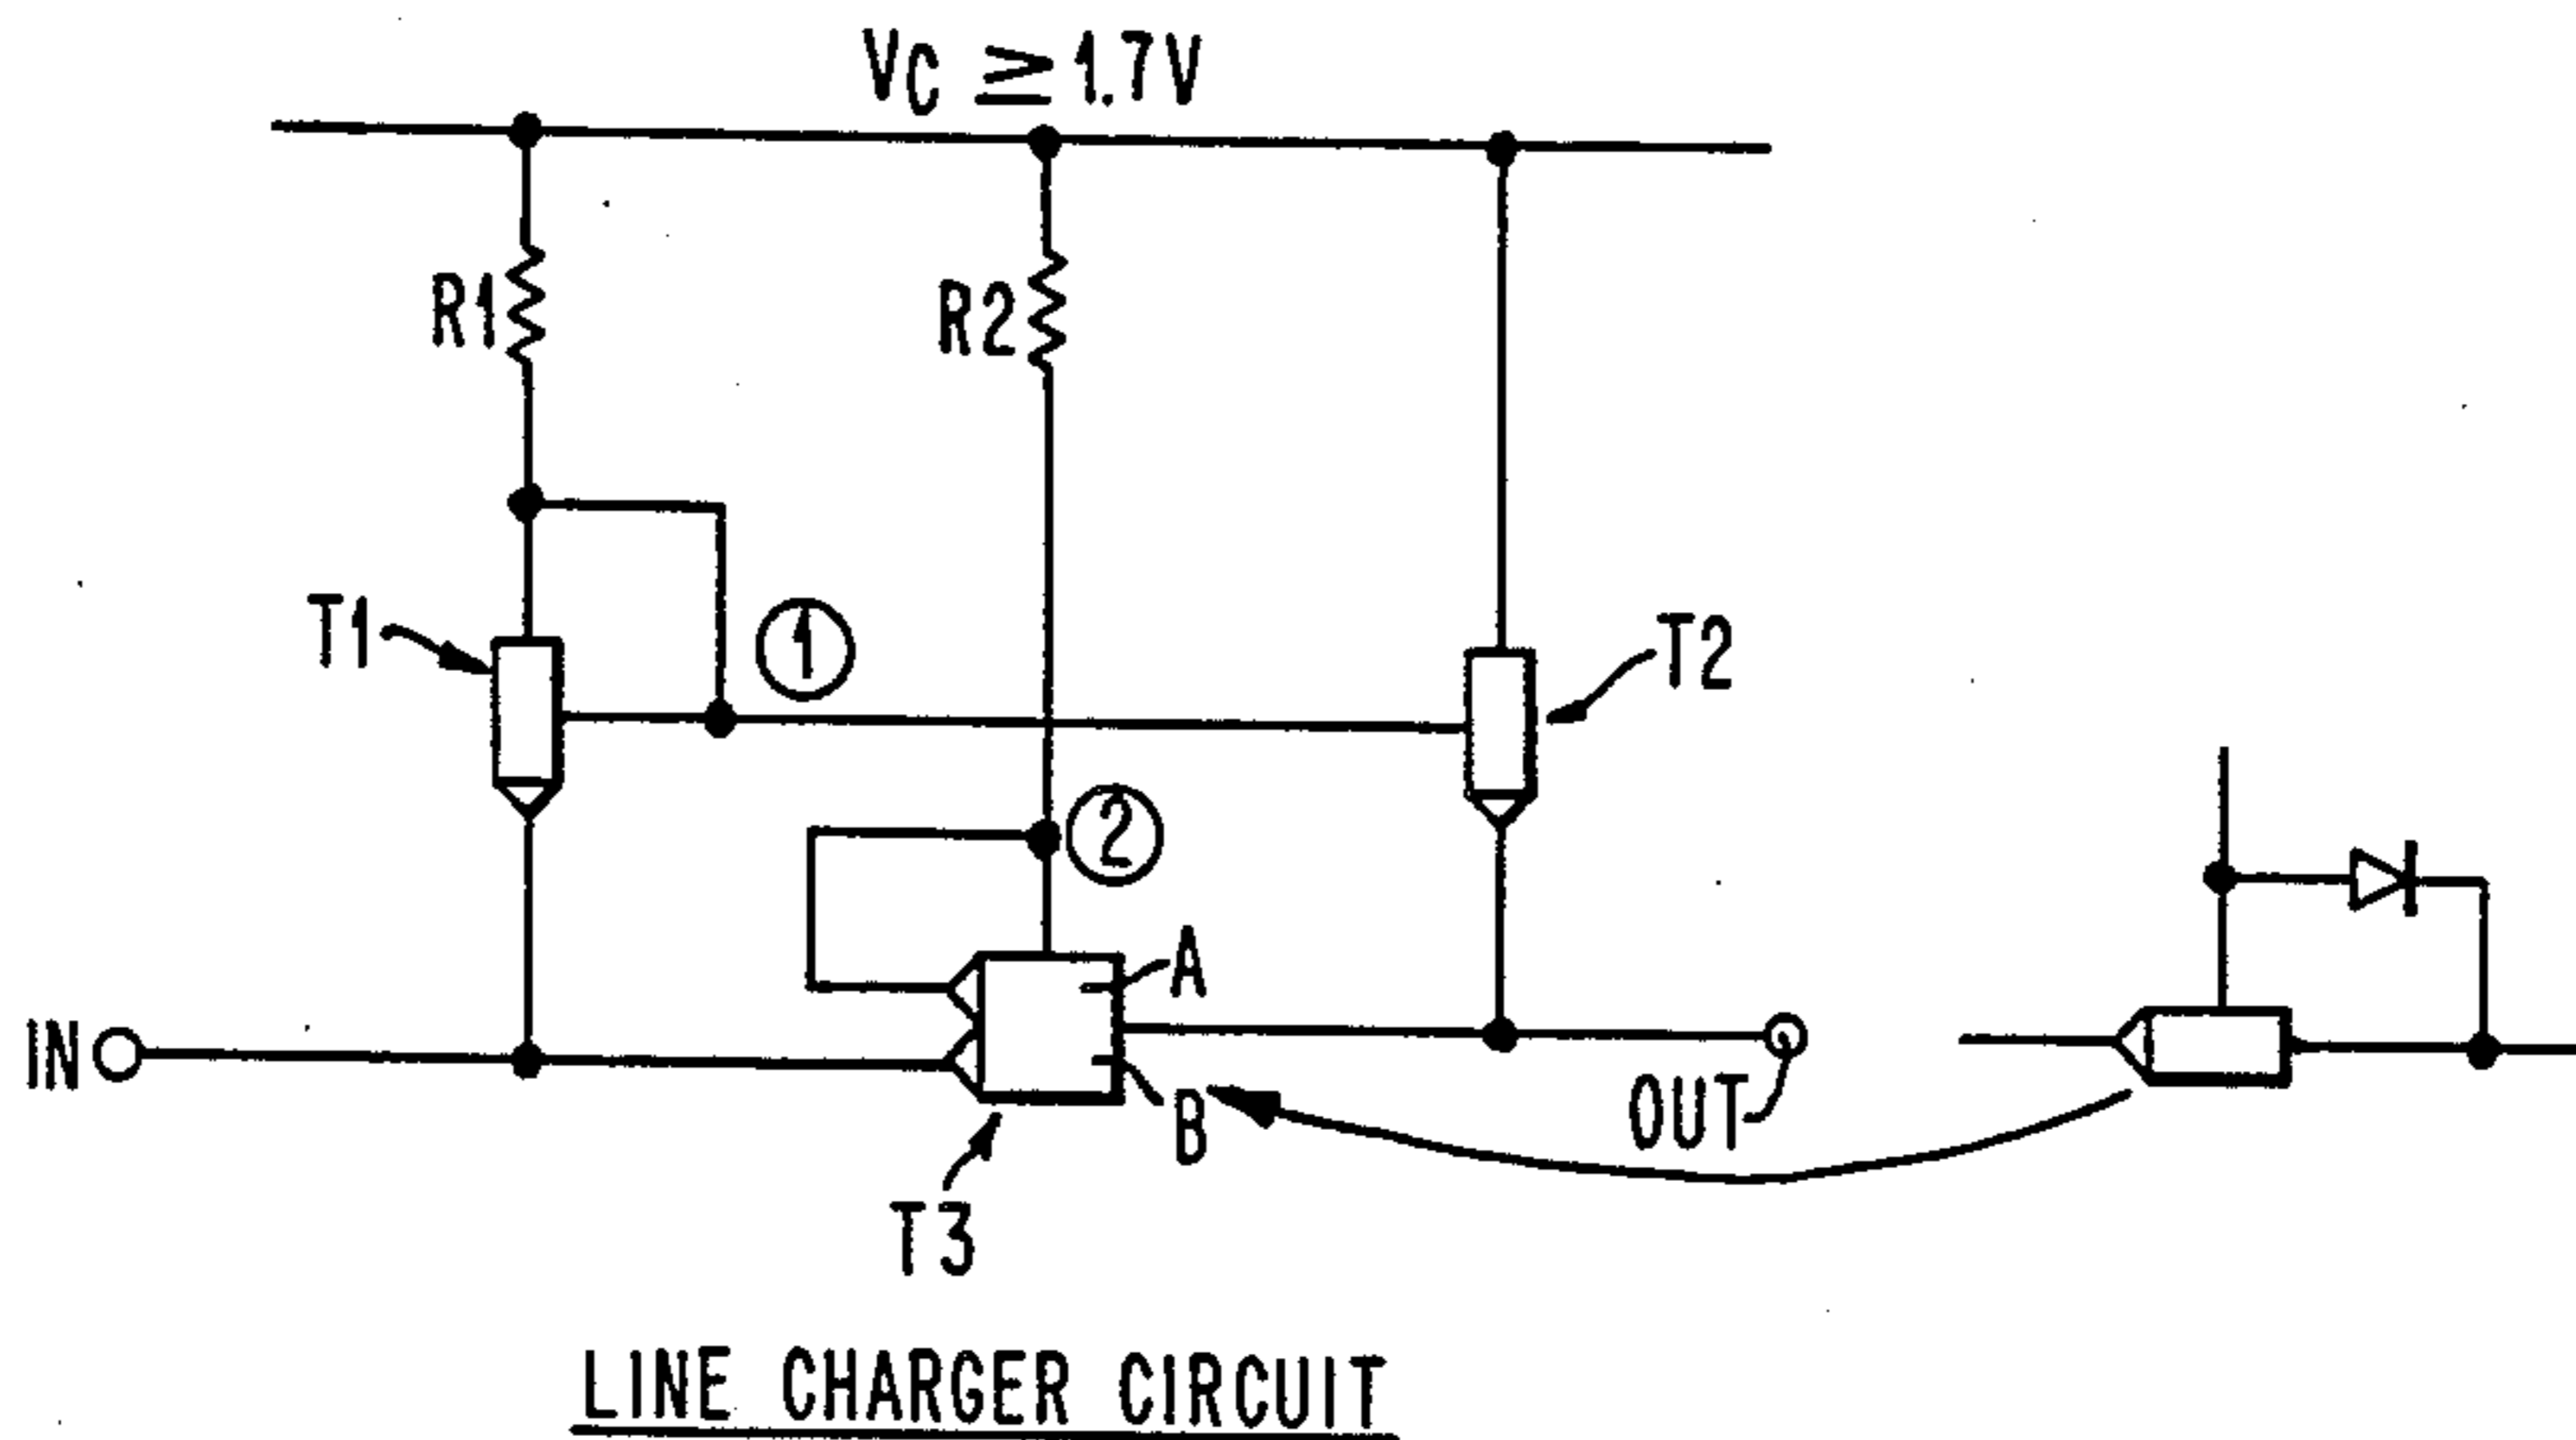 VC ≥ 1.7V
R1
R2
T1
①
T2
②
A
IN
B
OUT
T3
LINE CHARGER CIRCUIT